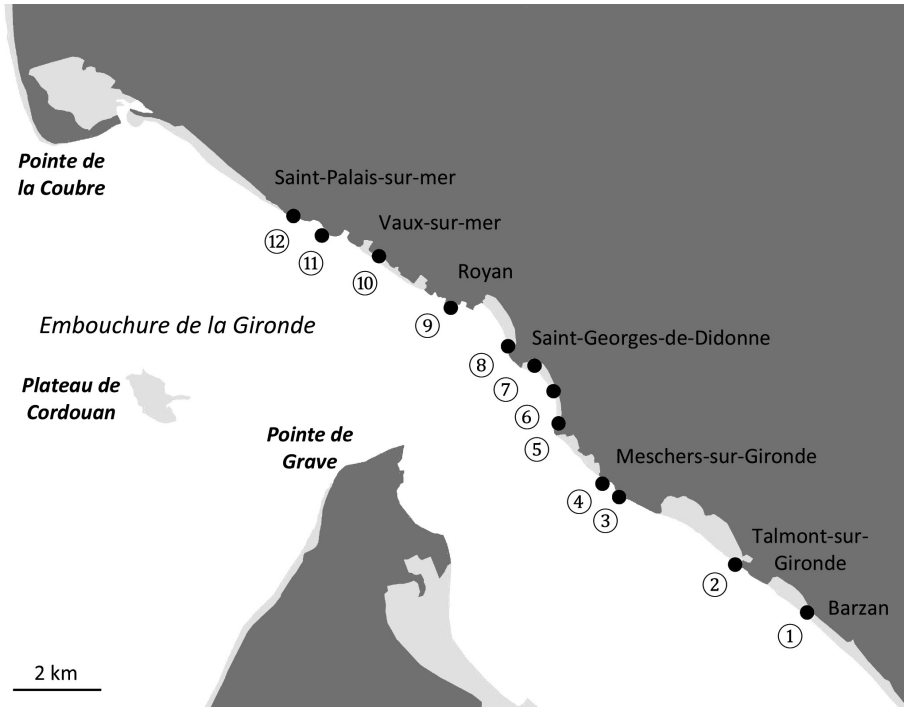 Pointe de
la Coubre
Saint-Palais-sur-mer
Vaux-sur-mer
Royan
Embouchure de la Gironde
Saint-Georges-de-Didonne
Plateau de
Cordouan
Pointe de
Grave
Meschers-sur-Gironde
Talmont-sur-
Gironde
Barzan
12
11
10
9
8
7
6
5
4
3
2
1
2 km